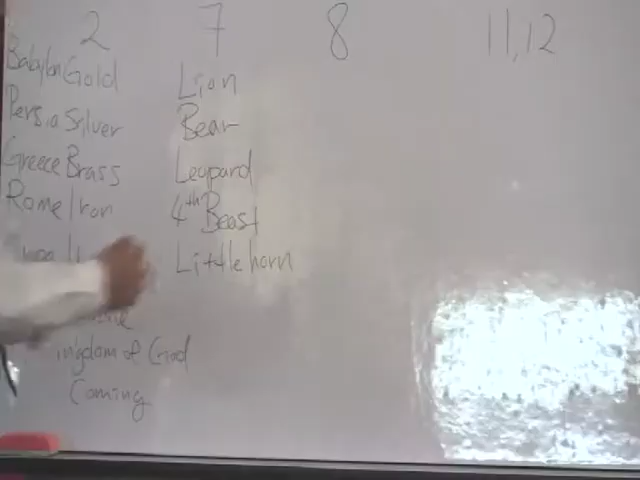 2 7 8 11,12
Babylon Gold Lion
Persia Silver Bear
Greece Brass Leopard
Rome Iron 4th Beast
Little horn
ingdom of God
Coming